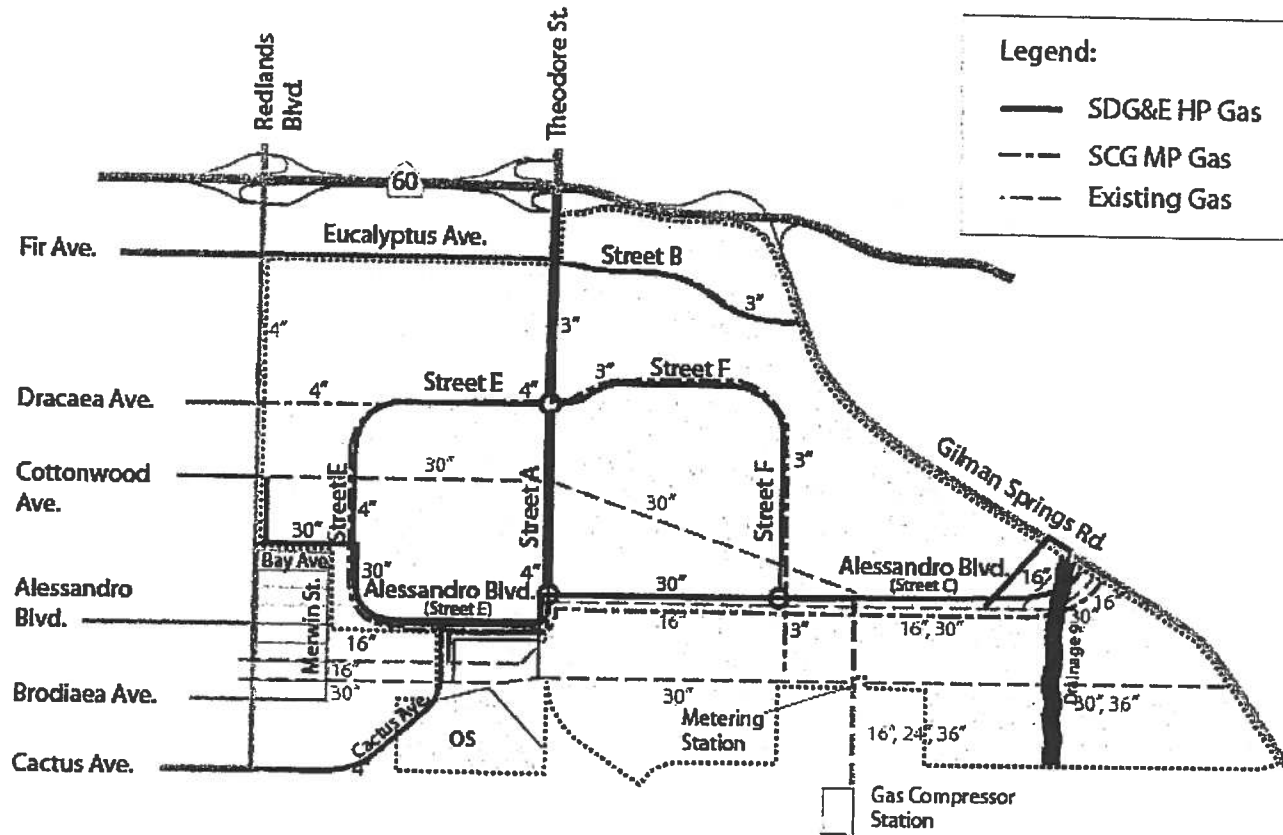 Redlands
Blvd.
Theodore St.
Legend:
SDG&E HP Gas
SCG MP Gas
Existing Gas
60
Fir Ave.
Eucalyptus Ave.
Street B
3"
4"
3"
Dracaea Ave.
4"
Street E
4"
3"
Street F
Cottonwood
Ave.
30"
Street E
4"
Street A
30"
Street F
3"
Gilman Springs Rd.
30"
Bay Ave.
30"
4"
Alessandro
Blvd.
Merwin St.
Alessandro Blvd.
(Street E)
30"
Alessandro Blvd.
(Street C)
16"
16"
30"
16"
16"
3"
16", 30"
16"
Drainage 9
Brodiaea Ave.
30"
30"
30", 36"
Metering
Station
16", 24", 36"
Cactus Ave.
OS
Cactus Ave.
4"
Gas Compressor
Station